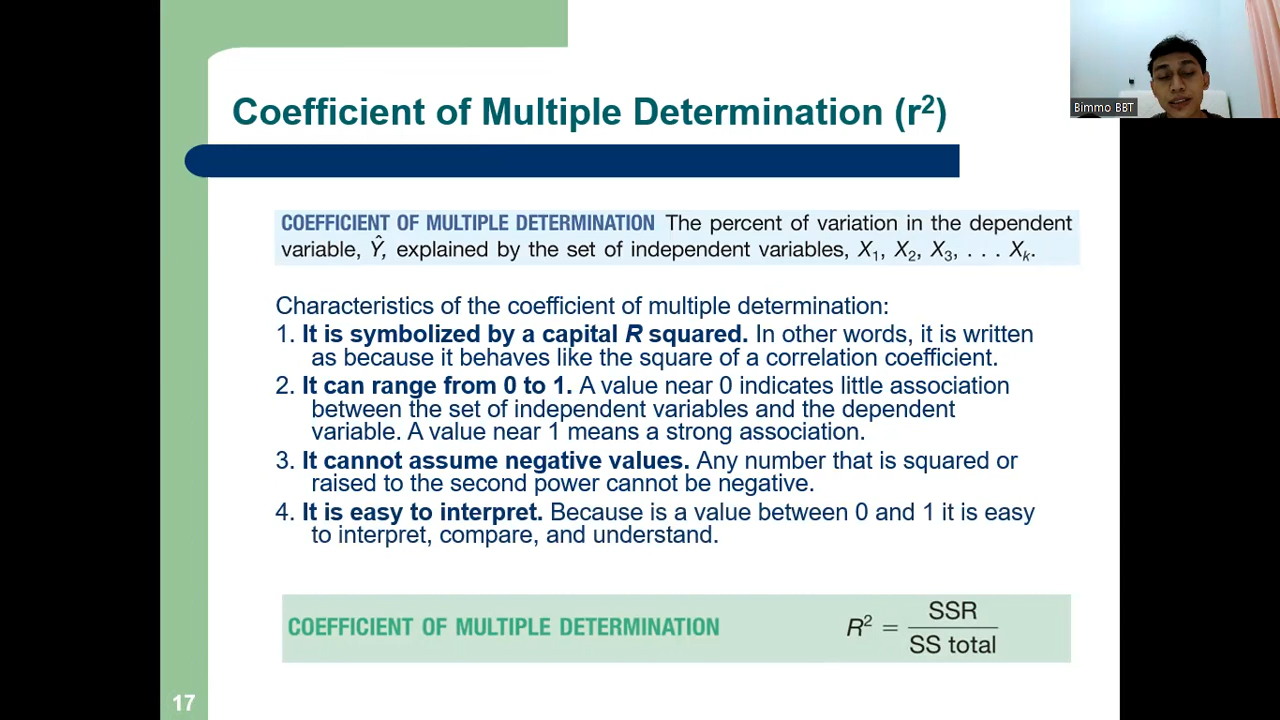 Coefficient of Multiple Determination (r²)
Bimmo BBT
COEFFICIENT OF MULTIPLE DETERMINATION The percent of variation in the dependent
variable, Ŷ, explained by the set of independent variables, X₁, X₂, X₃, . . . Xₖ.
Characteristics of the coefficient of multiple determination:
1. It is symbolized by a capital R squared. In other words, it is written
as because it behaves like the square of a correlation coefficient.
2. It can range from 0 to 1. A value near 0 indicates little association
between the set of independent variables and the dependent
variable. A value near 1 means a strong association.
3. It cannot assume negative values. Any number that is squared or
raised to the second power cannot be negative.
4. It is easy to interpret. Because is a value between 0 and 1 it is easy
to interpret, compare, and understand.
COEFFICIENT OF MULTIPLE DETERMINATION R² = SSR / SS total
17